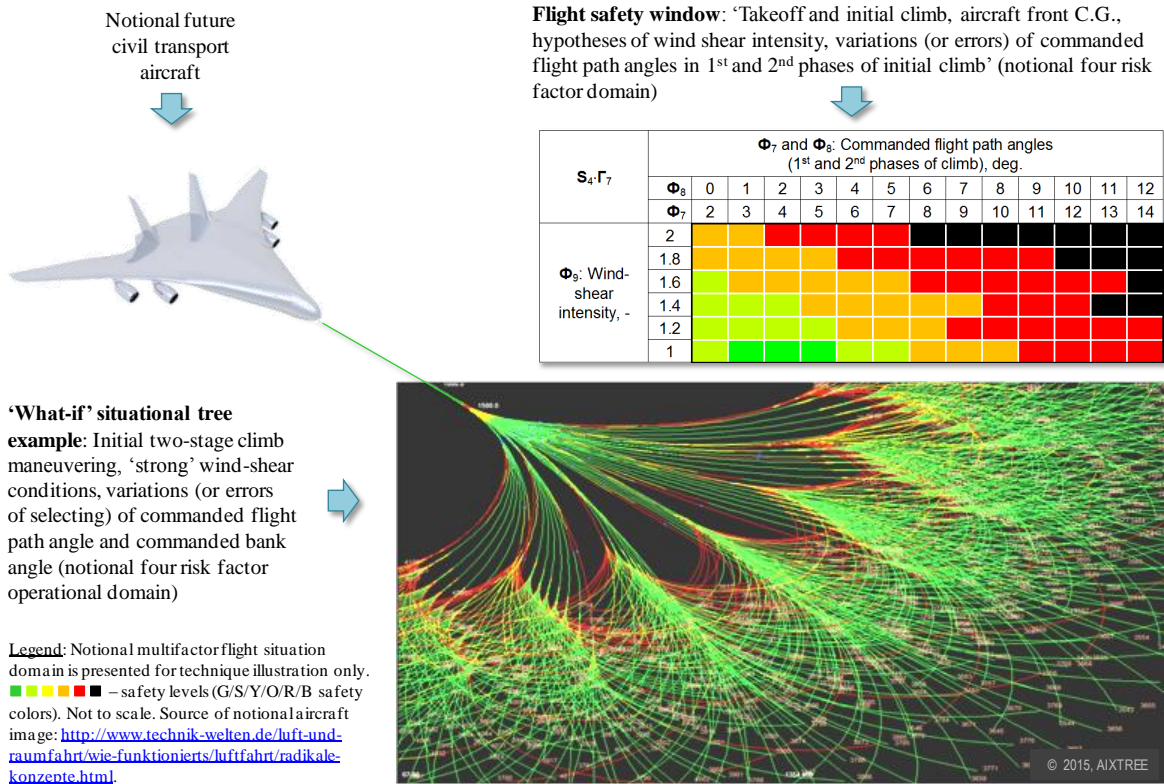 Notional future
civil transport
aircraft
Flight safety window: ‘Takeoff and initial climb, aircraft front C.G.,
hypotheses of wind shear intensity, variations (or errors) of commanded
flight path angles in 1st and 2nd phases of initial climb’ (notional four risk
factor domain)
S4·Γ7
Φ7 and Φ8: Commanded flight path angles
(1st and 2nd phases of climb), deg.
Φ8 0 1 2 3 4 5 6 7 8 9 10 11 12
Φ7 2 3 4 5 6 7 8 9 10 11 12 13 14
Φ9: Wind-
shear
intensity, -
2
1.8
1.6
1.4
1.2
1
‘What-if’ situational tree
example: Initial two-stage climb
maneuvering, ‘strong’ wind-shear
conditions, variations (or errors
of selecting) of commanded flight
path angle and commanded bank
angle (notional four risk factor
operational domain)
Legend: Notional multifactor flight situation
domain is presented for technique illustration only.
– safety levels (G/S/Y/O/R/B safety
colors). Not to scale. Source of notional aircraft
image: http://www.technik-welten.de/luft-und-
raumfahrt/wie-funktionierts/luftfahrt/radikale-
konzepte.html.
© 2015, AIXTREE